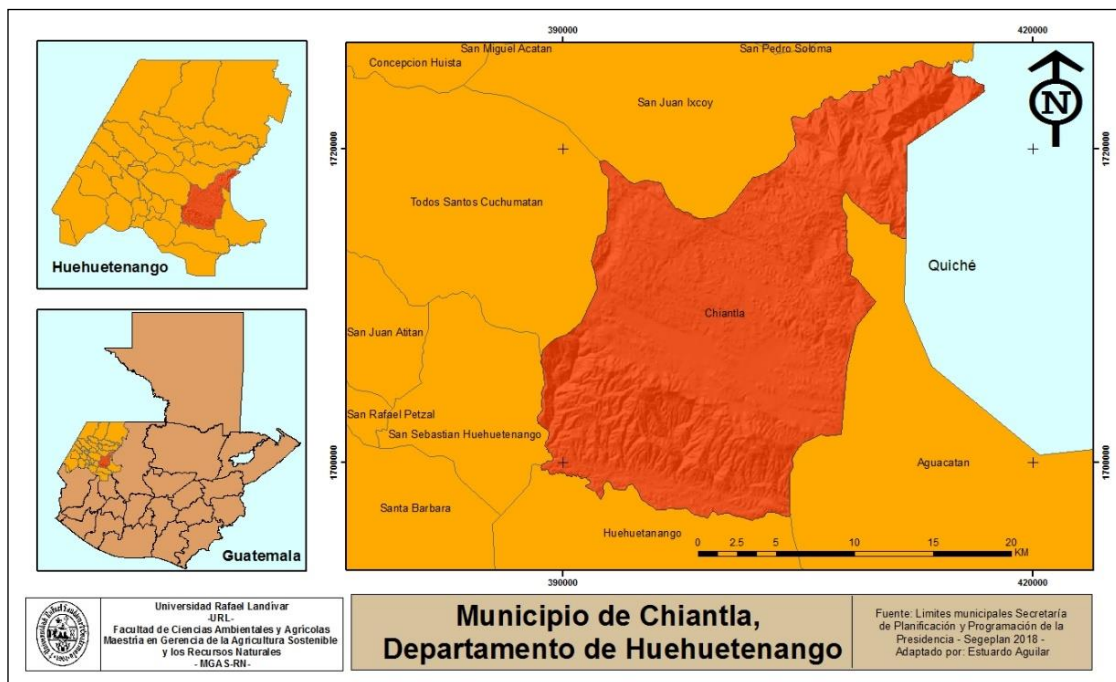 Huehuetenango
Guatemala
390000
420000
San Miguel Acatan
San Pedro Soloma
Concepcion Huista
San Juan Ixcoy
1720000
1720000
Todos Santos Cuchumatan
N
Quiché
Chiantla
San Juan Atitan
San Rafael Petzal
San Sebastian Huehuetenango
1700000
1700000
Aguacatan
Santa Barbara
Huehuetanango
0 2.5 5 10 15 20
KM
390000
420000
Universidad Rafael Landívar
-URL-
Facultad de Ciencias Ambientales y Agrícolas
Maestría en Gerencia de la Agricultura Sostenible
y los Recursos Naturales
- MGAS-RN-
Municipio de Chiantla,
Departamento de Huehuetenango
Fuente: Limites municipales Secretaría
de Planificación y Programación de la
Presidencia - Segeplan 2018 -
Adaptado por: Estuardo Aguilar